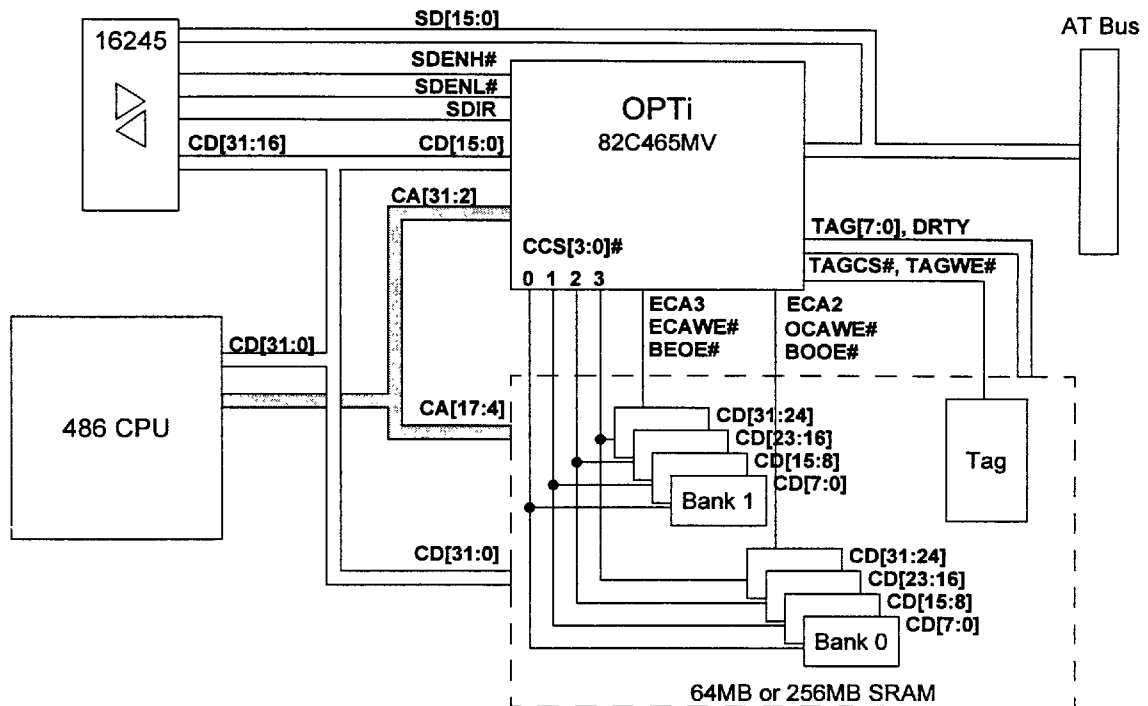 SD[15:0]
AT Bus
16245
SDENH#
SDENL#
SDIR
OPTi
82C465MV
CD[31:16]
CD[15:0]
CA[31:2]
TAG[7:0], DRTY
CCS[3:0]#
TAGCS#, TAGWE#
0 1 2 3
ECA3
ECAWE#
BEOE#
ECA2
OCAWE#
BOOE#
CD[31:0]
486 CPU
CA[17:4]
CD[31:24]
CD[23:16]
CD[15:8]
CD[7:0]
Bank 1
Tag
CD[31:0]
CD[31:24]
CD[23:16]
CD[15:8]
CD[7:0]
Bank 0
64MB or 256MB SRAM